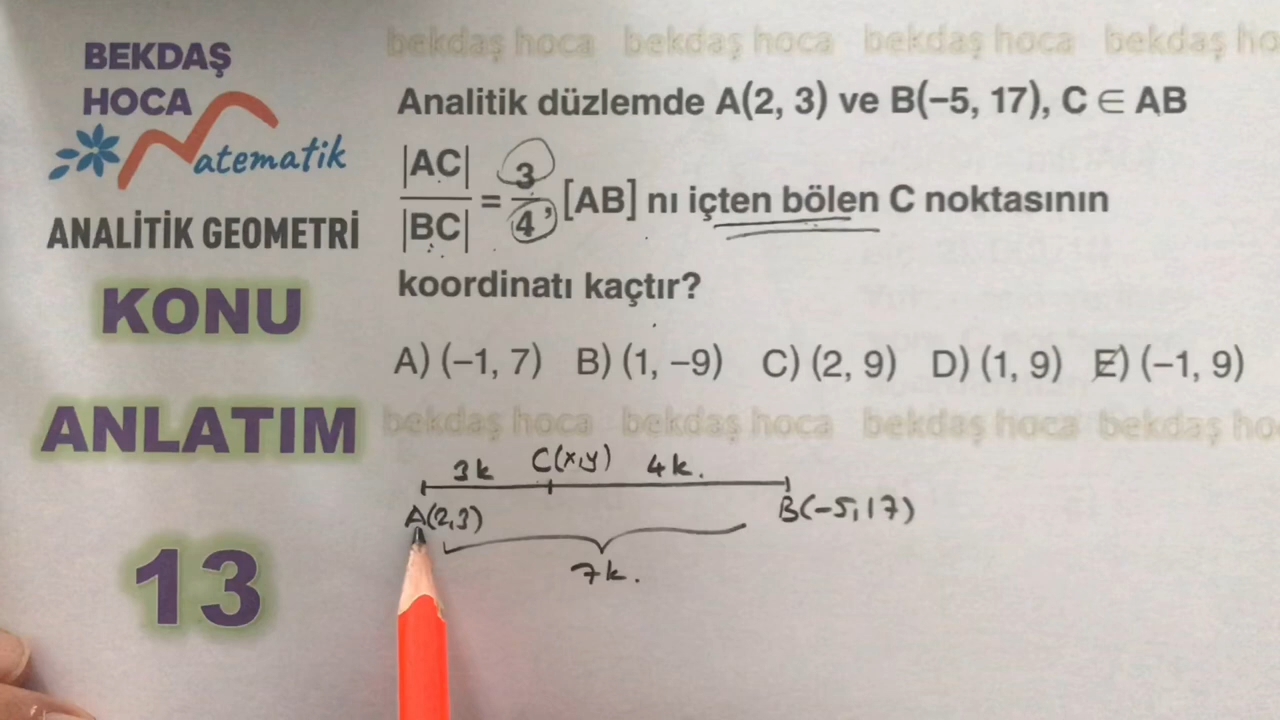 BEKDAŞ
HOCA
Matematik
ANALİTİK GEOMETRİ
KONU
ANLATIM
13
bekdaş hoca bekdaş hoca bekdaş hoca bekdaş ho
Analitik düzlemde A(2, 3) ve B(−5, 17), C ∈ AB
|AC|/|BC| = 3/4, [AB] nı içten bölen C noktasının
koordinatı kaçtır?
A) (−1, 7) B) (1, −9) C) (2, 9) D) (1, 9) E) (−1, 9)
bekdaş hoca bekdaş hoca bekdaş hoca bekdaş ho
3k C(x,y) 4k.
A(2,3) B(−5,17)
7k.